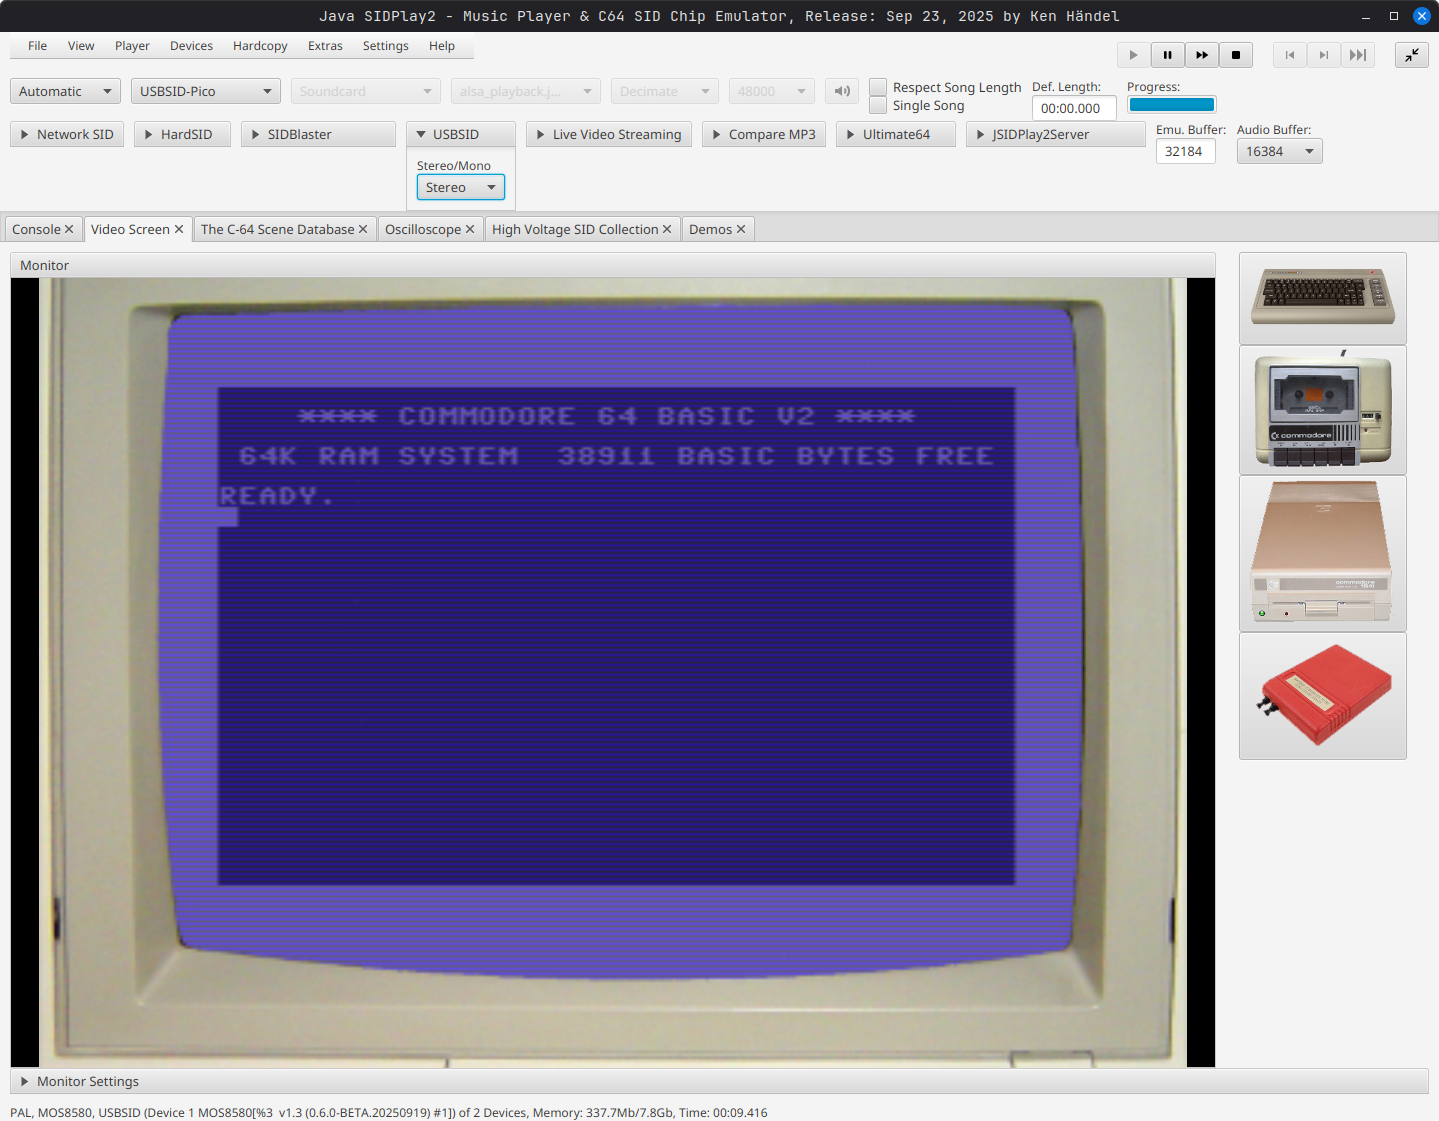 Java SIDPlay2 - Music Player & C64 SID Chip Emulator, Release: Sep 23, 2025 by Ken Händel
File View Player Devices Hardcopy Extras Settings Help
Automatic USBSID-Pico Soundcard alsa_playback.j... Decimate 48000 Respect Song Length Def. Length: Progress:
Single Song 00:00.000
Network SID HardSID SIDBlaster USBSID Live Video Streaming Compare MP3 Ultimate64 JSIDPlay2Server Emu. Buffer: Audio Buffer:
32184 16384
Stereo/Mono
Stereo
Console Video Screen The C-64 Scene Database Oscilloscope High Voltage SID Collection Demos
Monitor
**** COMMODORE 64 BASIC V2 ****
64K RAM SYSTEM  38911 BASIC BYTES FREE
READY.
commodore
commodore
Monitor Settings
PAL, MOS8580, USBSID (Device 1 MOS8580[%3  v1.3 (0.6.0-BETA.20250919) #1]) of 2 Devices, Memory: 337.7Mb/7.8Gb, Time: 00:09.416